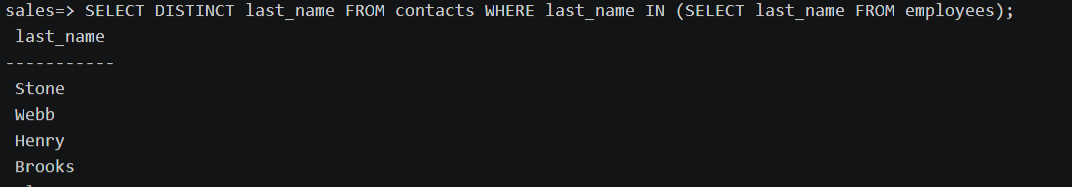 sales=> SELECT DISTINCT last_name FROM contacts WHERE last_name IN (SELECT last_name FROM employees);
last_name
-----------
Stone
Webb
Henry
Brooks